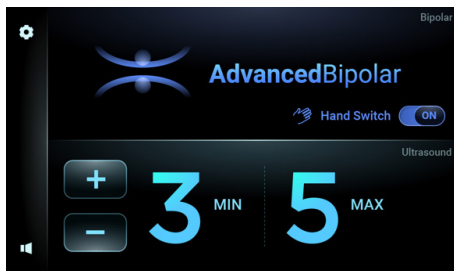 Bipolar
AdvancedBipolar
Hand Switch ON
Ultrasound
+
3 MIN 5 MAX
-